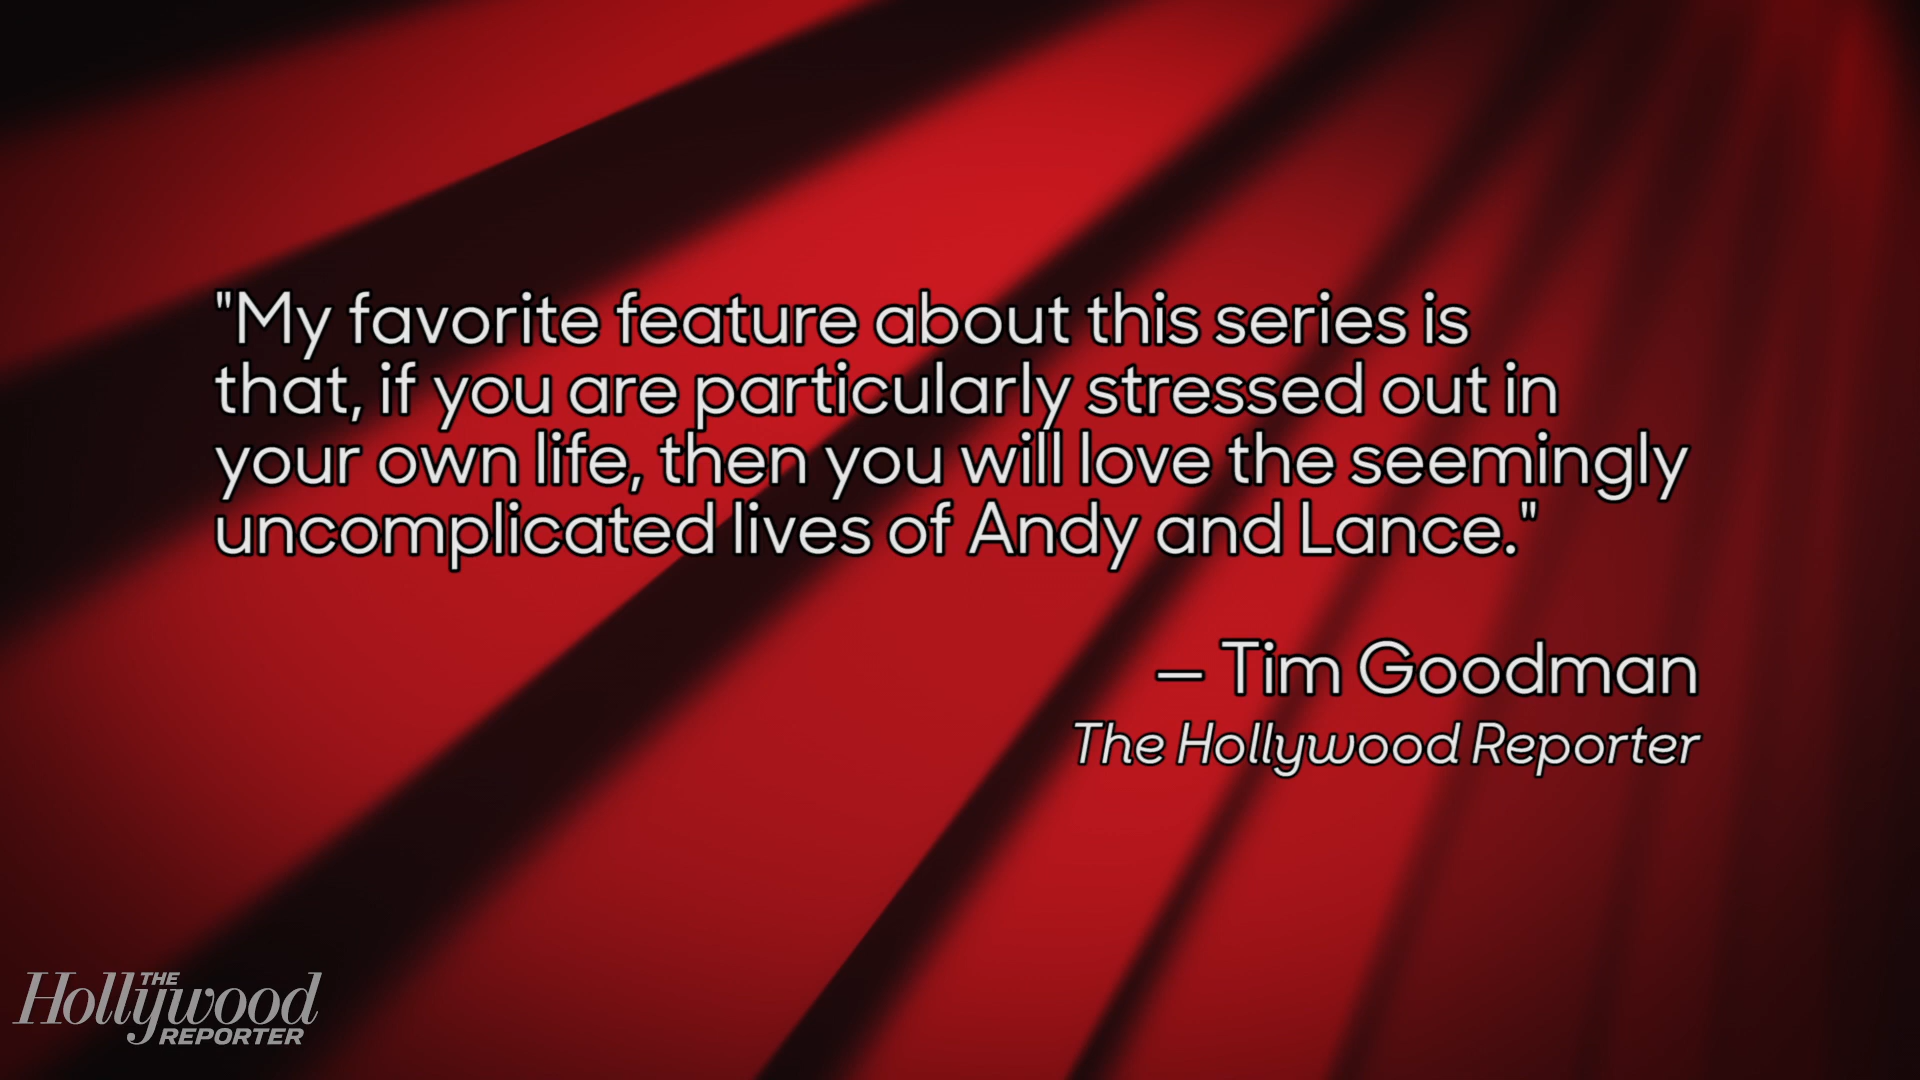 "My favorite feature about this series is
that, if you are particularly stressed out in
your own life, then you will love the seemingly
uncomplicated lives of Andy and Lance."
— Tim Goodman
The Hollywood Reporter
THE
Hollywood
REPORTER